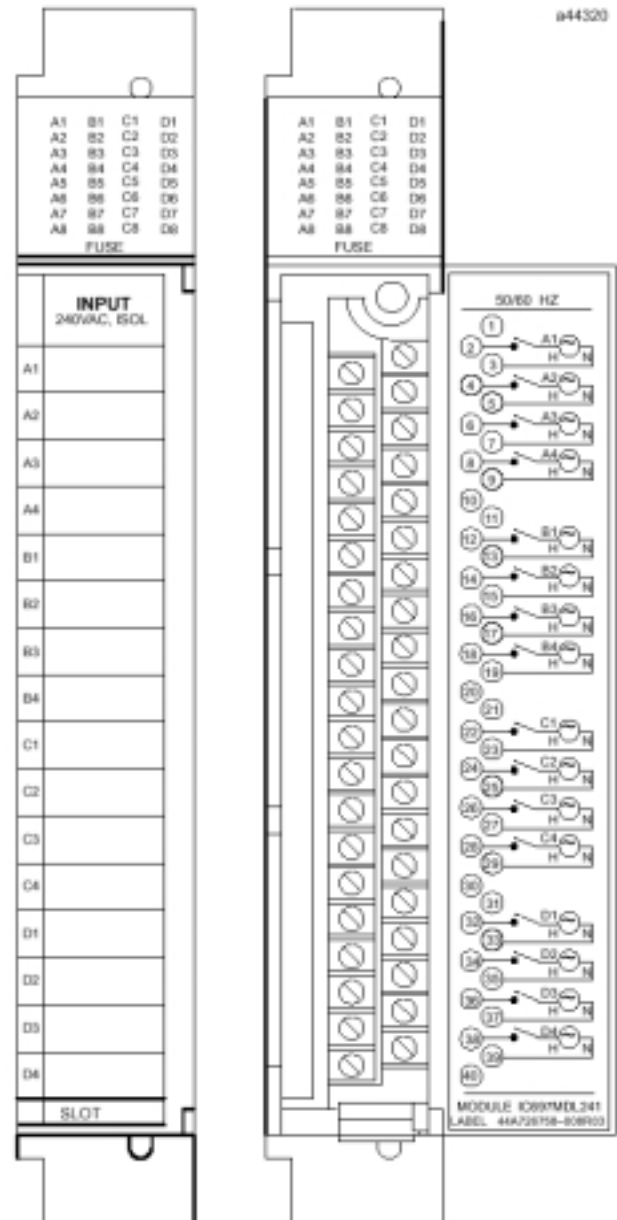 a44320
A1 B1 C1 D1
A2 B2 C2 D2
A3 B3 C3 D3
A4 B4 C4 D4
A5 B5 C5 D5
A6 B6 C6 D6
A7 B7 C7 D7
A8 B8 C8 D8
FUSE
INPUT
240VAC, ISOL
A1
A2
A3
A4
B1
B2
B3
B4
C1
C2
C3
C4
D1
D2
D3
D4
SLOT
A1 B1 C1 D1
A2 B2 C2 D2
A3 B3 C3 D3
A4 B4 C4 D4
A5 B5 C5 D5
A6 B6 C6 D6
A7 B7 C7 D7
A8 B8 C8 D8
FUSE
50/60 HZ
1
2 A1
3 H N
4 A2
5 H N
6 A3
7 H N
8 A4
9 H N
10
11
12 B1
13 H N
14 B2
15 H N
16 B3
17 H N
18 B4
19 H N
20
21
22 C1
23 H N
24 C2
25 H N
26 C3
27 H N
28 C4
29 H N
30
31
32 D1
33 H N
34 D2
35 H N
36 D3
37 H N
38 D4
39 H N
40
MODULE IC697MDL241
LABEL 44A726758-008R03